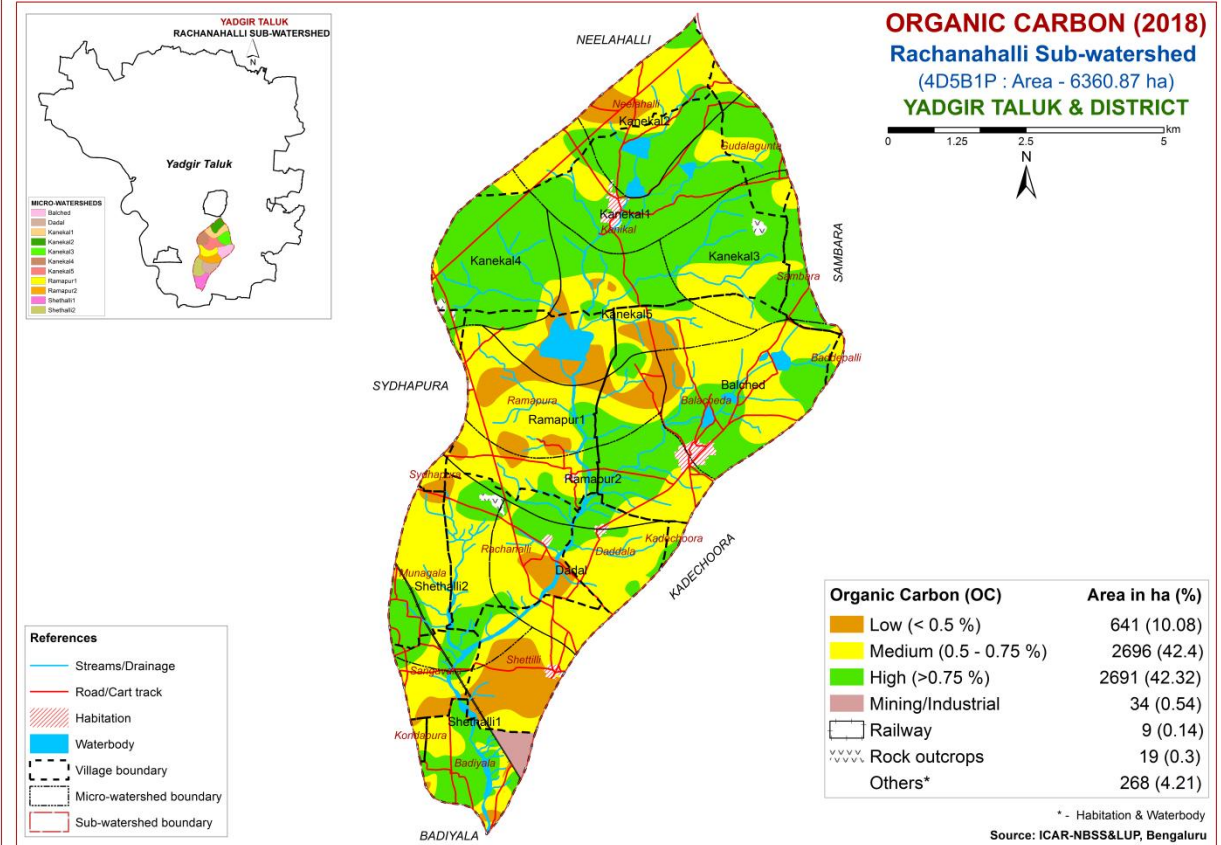 YADGIR TALUK
RACHANAHALLI SUB-WATERSHED
N
Yadgir Taluk
MICRO-WATERSHEDS
Balched
Dadal
Kanekal1
Kanekal2
Kanekal3
Kanekal4
Kanekal5
Ramapur1
Ramapur2
Shethalli1
Shethalli2
ORGANIC CARBON (2018)
Rachanahalli Sub-watershed
(4D5B1P : Area - 6360.87 ha)
YADGIR TALUK & DISTRICT
km
0 1.25 2.5 5
N
NEELAHALLI
Neelahalli
Kanekal2
Gudalagunta
Kanekal1
Kanikal
Kanekal4
Kanekal3
SAMBARA
Sambara
Kanekal5
Baddepalli
SYDHAPURA
Balched
Ramapura
Balacheda
Ramapur1
Sydhapura
Ramapur2
Kadechoora
Rachanalli
Daddala
KADECHOORA
Dadal
Munagala
Shethalli2
Shettilli
Sangavara
Shethalli1
Kondapura
Badiyala
BADIYALA
References
Streams/Drainage
Road/Cart track
Habitation
Waterbody
Village boundary
Micro-watershed boundary
Sub-watershed boundary
Organic Carbon (OC) Area in ha (%)
Low (< 0.5 %) 641 (10.08)
Medium (0.5 - 0.75 %) 2696 (42.4)
High (>0.75 %) 2691 (42.32)
Mining/Industrial 34 (0.54)
Railway 9 (0.14)
Rock outcrops 19 (0.3)
Others* 268 (4.21)
* - Habitation & Waterbody
Source: ICAR-NBSS&LUP, Bengaluru